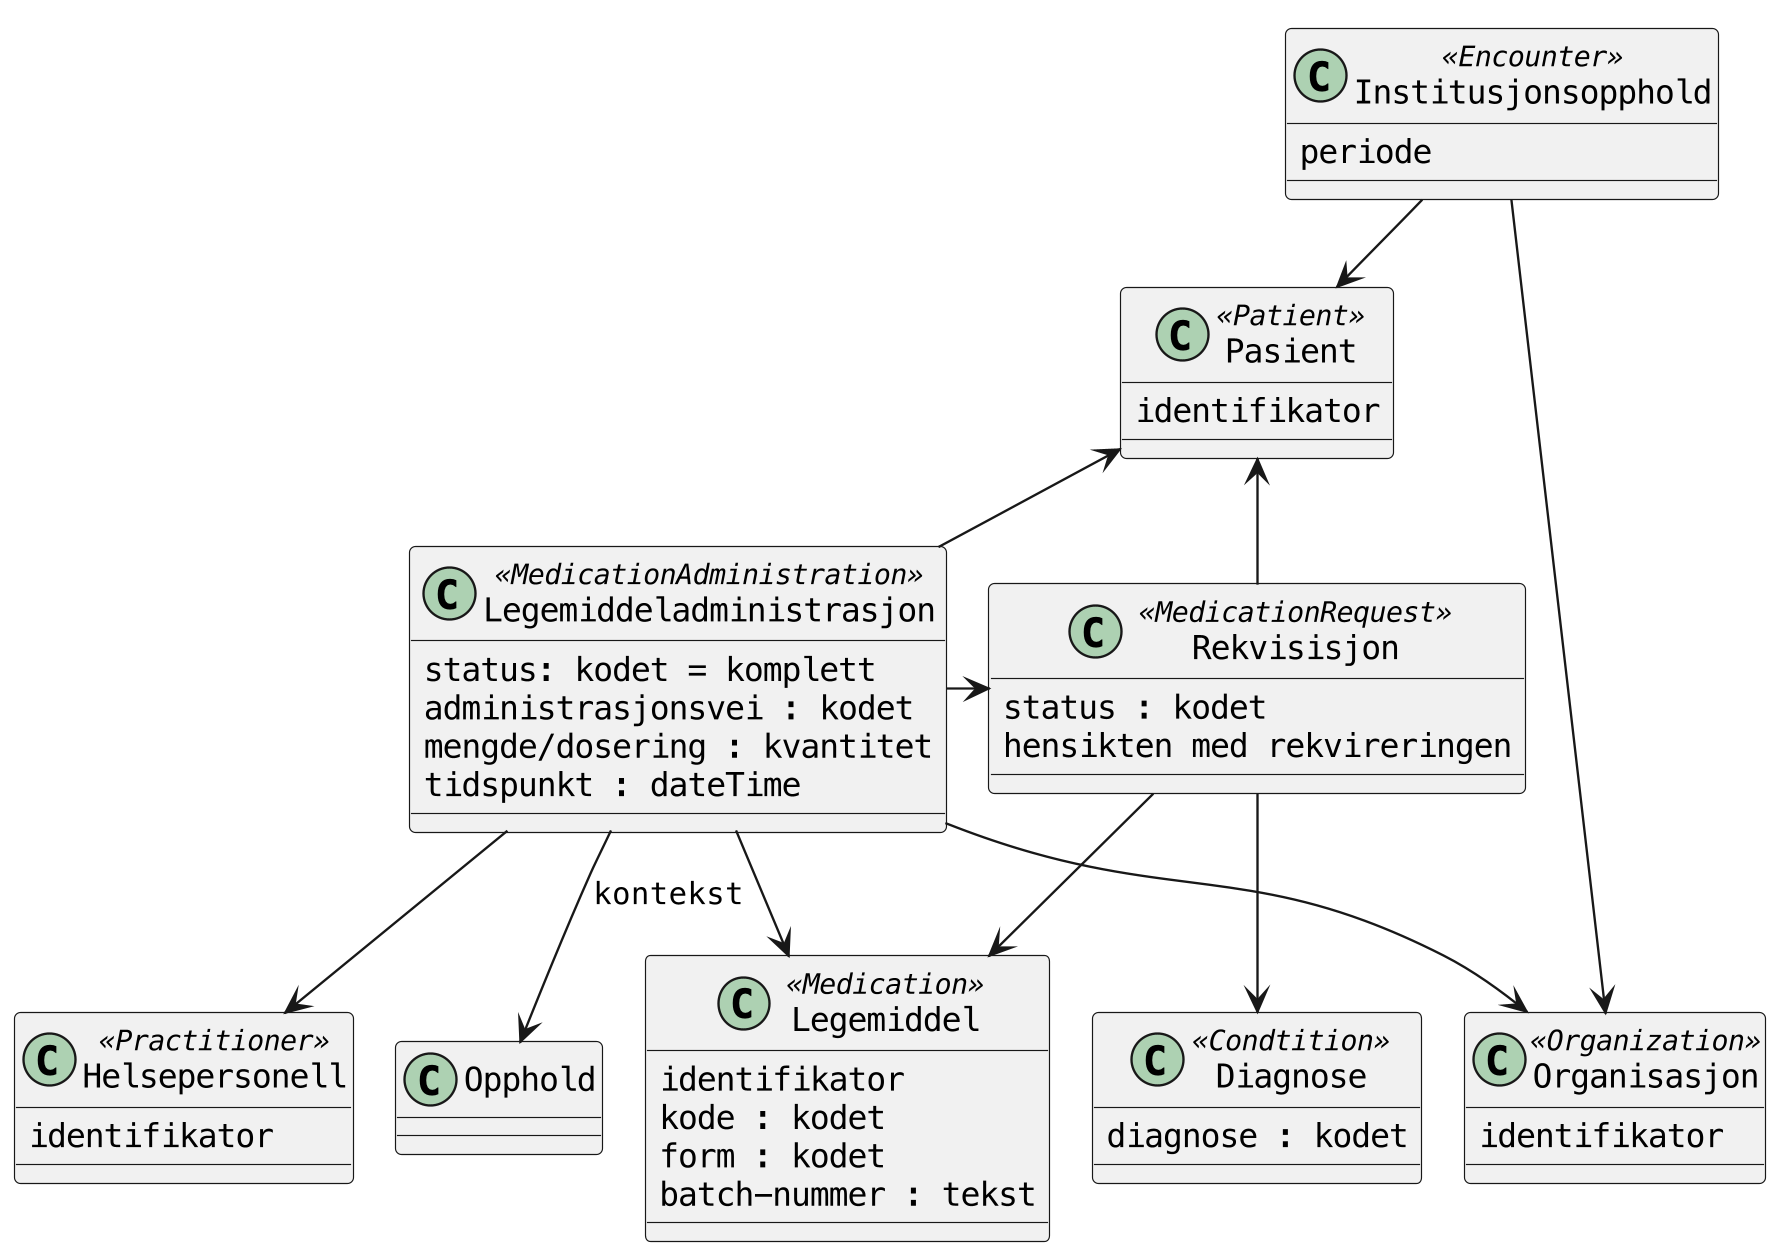 C
«Encounter»
Institusjonsopphold
periode
C
«Patient»
Pasient
identifikator
C
«MedicationAdministration»
Legemiddeladministrasjon
status: kodet = komplett
administrasjonsvei : kodet
mengde/dosering : kvantitet
tidspunkt : dateTime
C
«MedicationRequest»
Rekvisisjon
status : kodet
hensikten med rekvireringen
kontekst
C
«Practitioner»
Helsepersonell
identifikator
C
Opphold
C
«Medication»
Legemiddel
identifikator
kode : kodet
form : kodet
batch-nummer : tekst
C
«Condtition»
Diagnose
diagnose : kodet
C
«Organization»
Organisasjon
identifikator